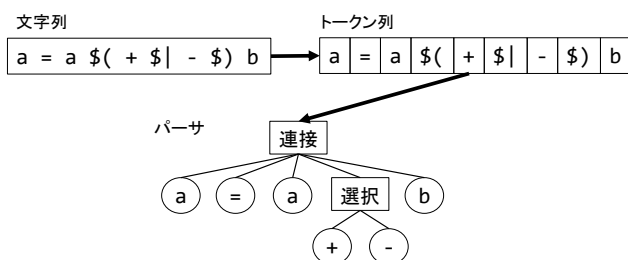 文字列
a = a $( + $| - $) b
トークン列
a = a $( + $| - $) b
パーサ
連接
a = a 選択 b
+ -